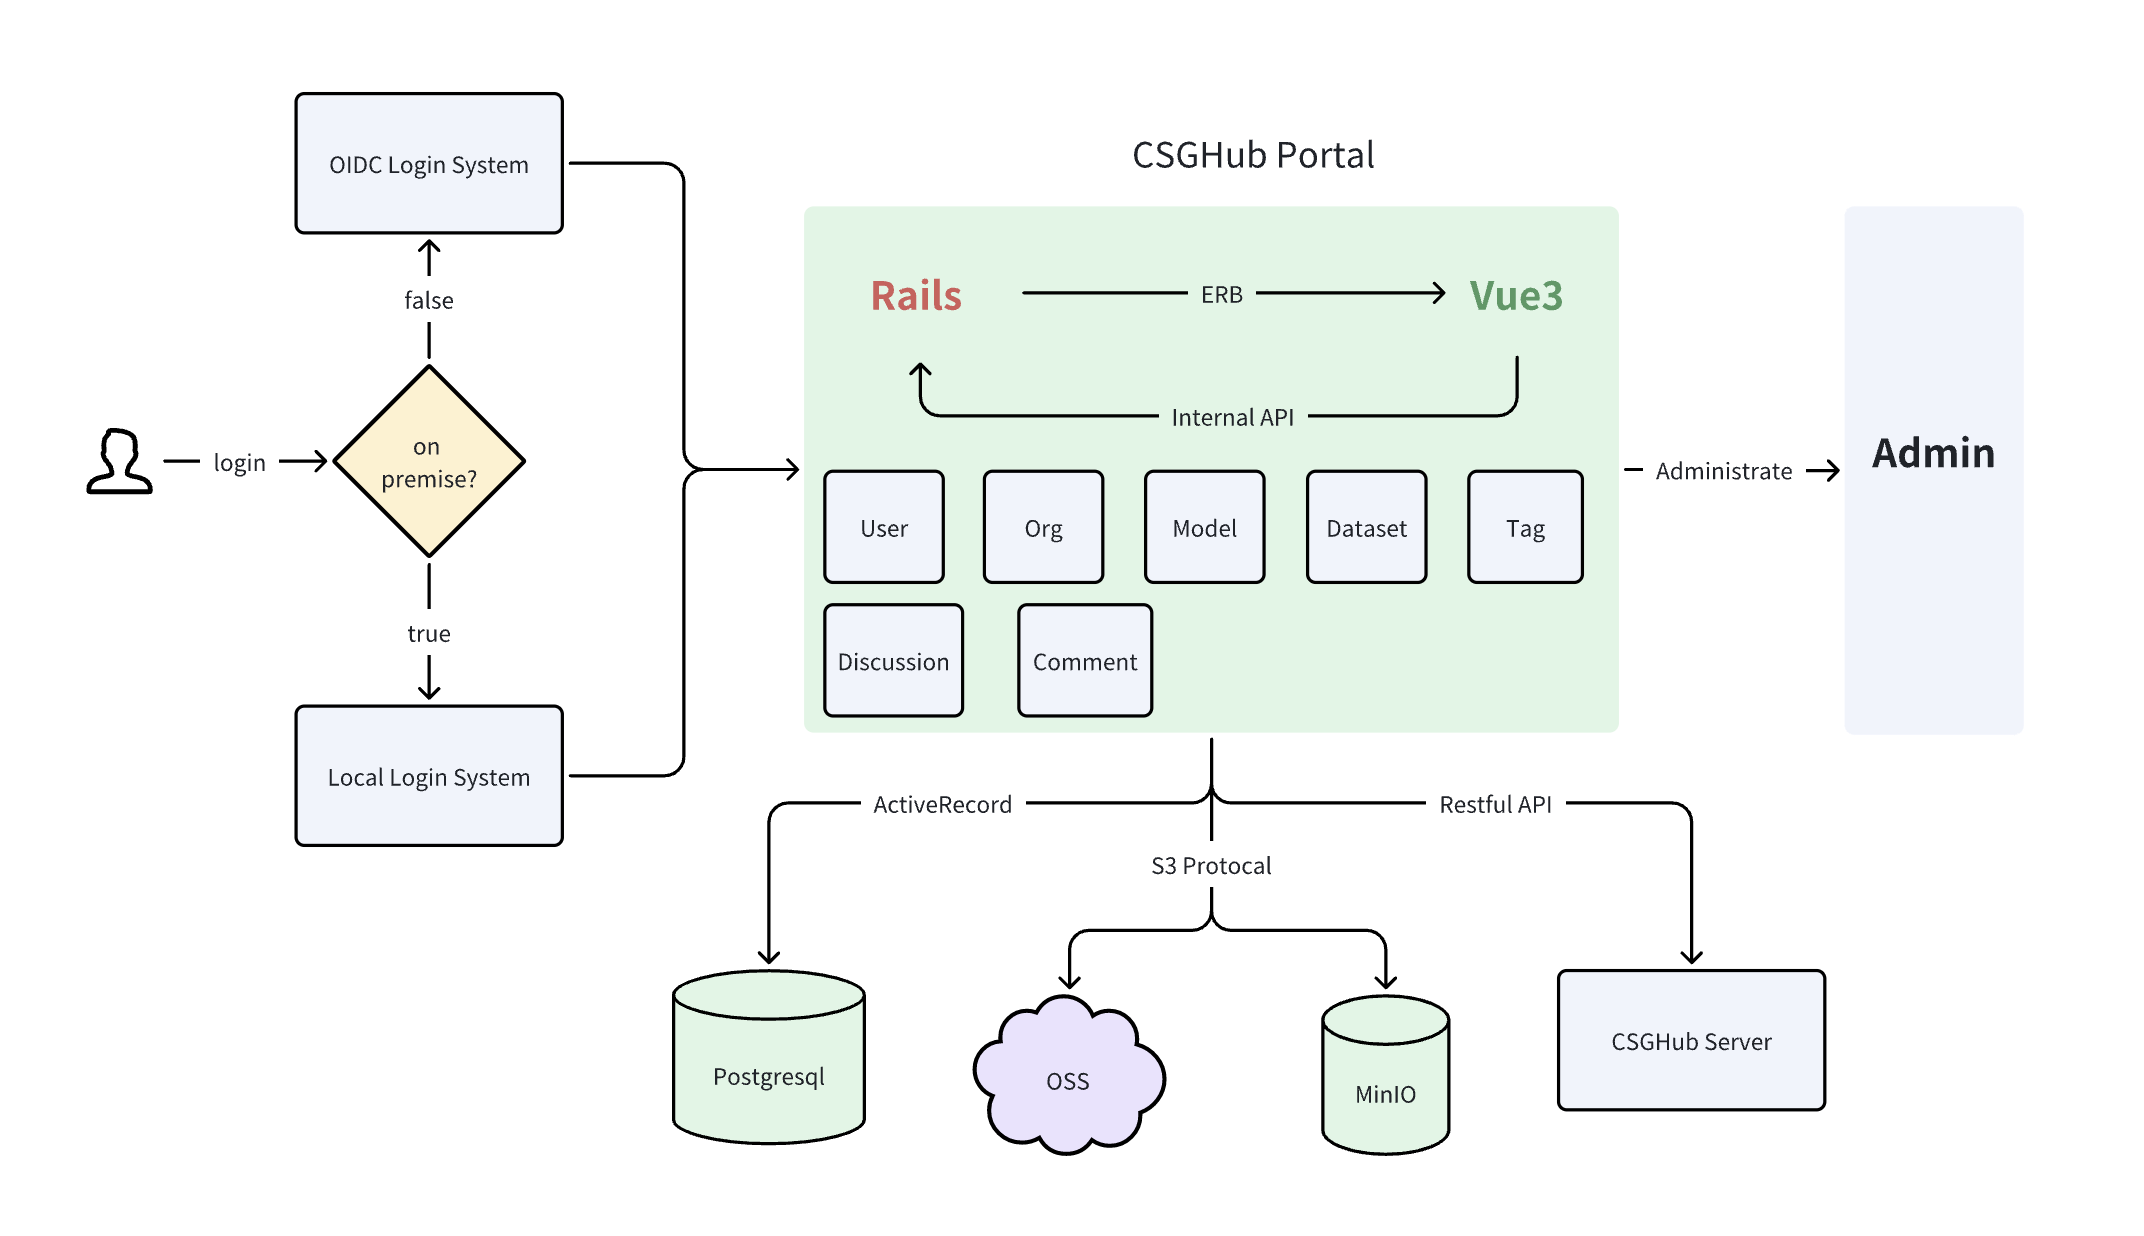 CSGHub Portal
OIDC Login System
false
login
on
premise?
true
Local Login System
Rails
ERB
Vue3
Internal API
User
Org
Model
Dataset
Tag
Discussion
Comment
Administrate
Admin
ActiveRecord
Restful API
S3 Protocal
Postgresql
OSS
MinIO
CSGHub Server